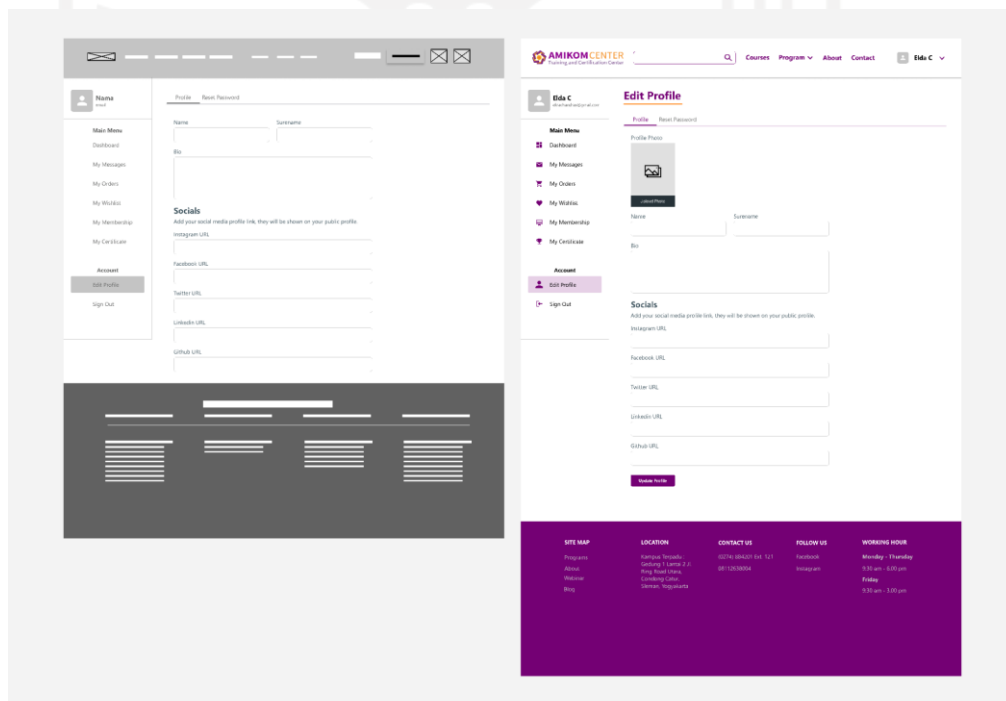 Name
email
Main Menu
Dashboard
My Messages
My Orders
My Wishlist
My Membership
My Certificate
Account
Edit Profile
Sign Out
Profile Reset Password
Name Surename
Bio
Socials
Add your social media profile link, they will be shown on your public profile.
Instagram URL
Facebook URL
Twitter URL
Linkedin URL
Github URL
AMIKOM CENTER
Training and Certification Center
Courses Program About Contact Elda C
Elda C
Main Menu
Dashboard
My Messages
My Orders
My Wishlist
My Membership
My Certificate
Account
Edit Profile
Sign Out
Edit Profile
Profile Reset Password
Profile Photo
Upload Photo
Name Surename
Bio
Socials
Add your social media profile link, they will be shown on your public profile.
Instagram URL
Facebook URL
Twitter URL
Linkedin URL
Github URL
Update Profile
SITE MAP
Programs
About
Webinar
Blog
LOCATION
Kampus Terpadu :
Gedung 1 Lantai 2 Jl
Ring Road Utara,
Condong Catur,
Sleman, Yogyakarta
CONTACT US
(0274) 884201 Ext. 121
08112638004
FOLLOW US
Facebook
Instagram
WORKING HOUR
Monday - Thursday
9.30 am - 6.00 pm
Friday
9.30 am - 3.00 pm